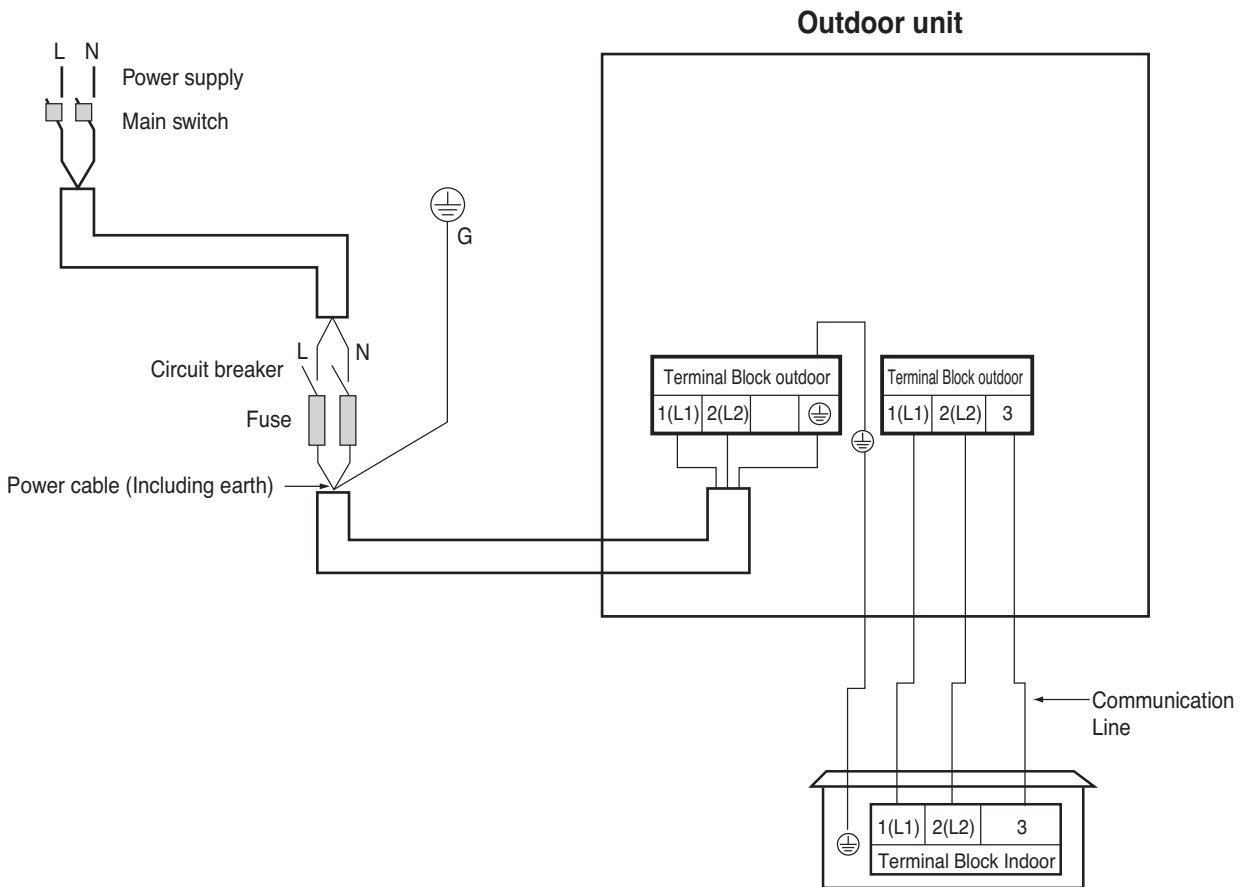 Outdoor unit
L N
Power supply
Main switch
G
L N
Circuit breaker
Fuse
Power cable (Including earth)
Terminal Block outdoor
1(L1) 2(L2)
Terminal Block outdoor
1(L1) 2(L2) 3
Communication
Line
1(L1) 2(L2) 3
Terminal Block Indoor